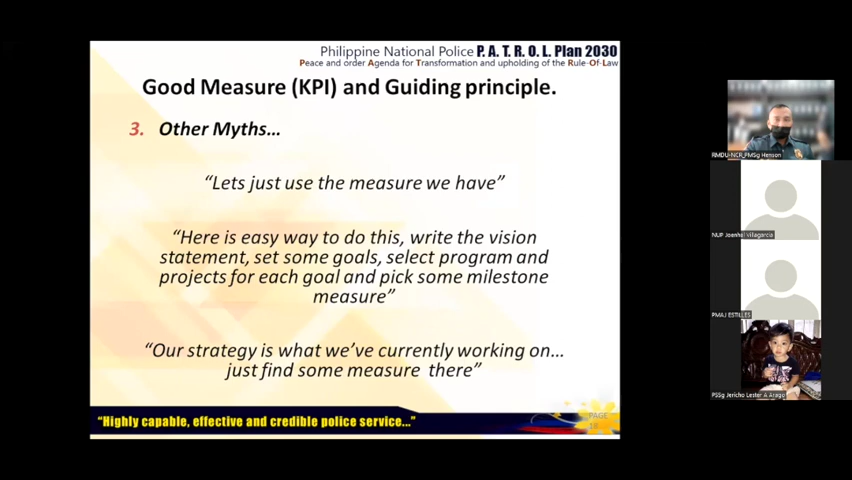 Philippine National Police P. A. T. R. O. L. Plan 2030
Peace and order Agenda for Transformation and upholding of the Rule-Of-Law
Good Measure (KPI) and Guiding principle.
3. Other Myths...
“Lets just use the measure we have”
“Here is easy way to do this, write the vision
statement, set some goals, select program and
projects for each goal and pick some milestone
measure”
“Our strategy is what we’ve currently working on...
just find some measure there”
“Highly capable, effective and credible police service...”
PAGE
RMDU-NCR_PMSg Henson
NUP Joenhel Villagarcia
PMAJ ESTILLES
PSSg Jericho Lester A Arago